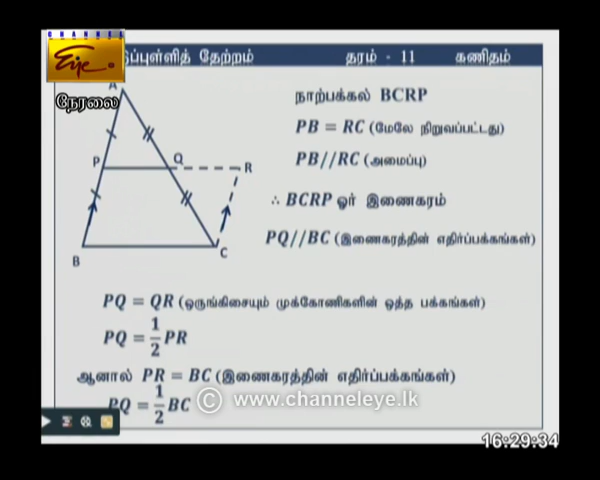 CHANNEL
Eye
நேரலை
தேற்றம் தரம் - 11 கணிதம்
A
P
Q
R
B
C
நாற்பக்கல் BCRP
PB = RC (மேலே நிறுவப்பட்டது)
PB//RC (அமைப்பு)
∴ BCRP ஓர் இணைகரம்
PQ//BC (இணைகரத்தின் எதிர்ப்பக்கங்கள்)
PQ = QR (ஒருங்கிசையும் முக்கோணிகளின் ஒத்த பக்கங்கள்)
PQ = 1/2 PR
ஆனால் PR = BC (இணைகரத்தின் எதிர்ப்பக்கங்கள்)
PQ = 1/2 BC
© www.channeleye.lk
16:29:34